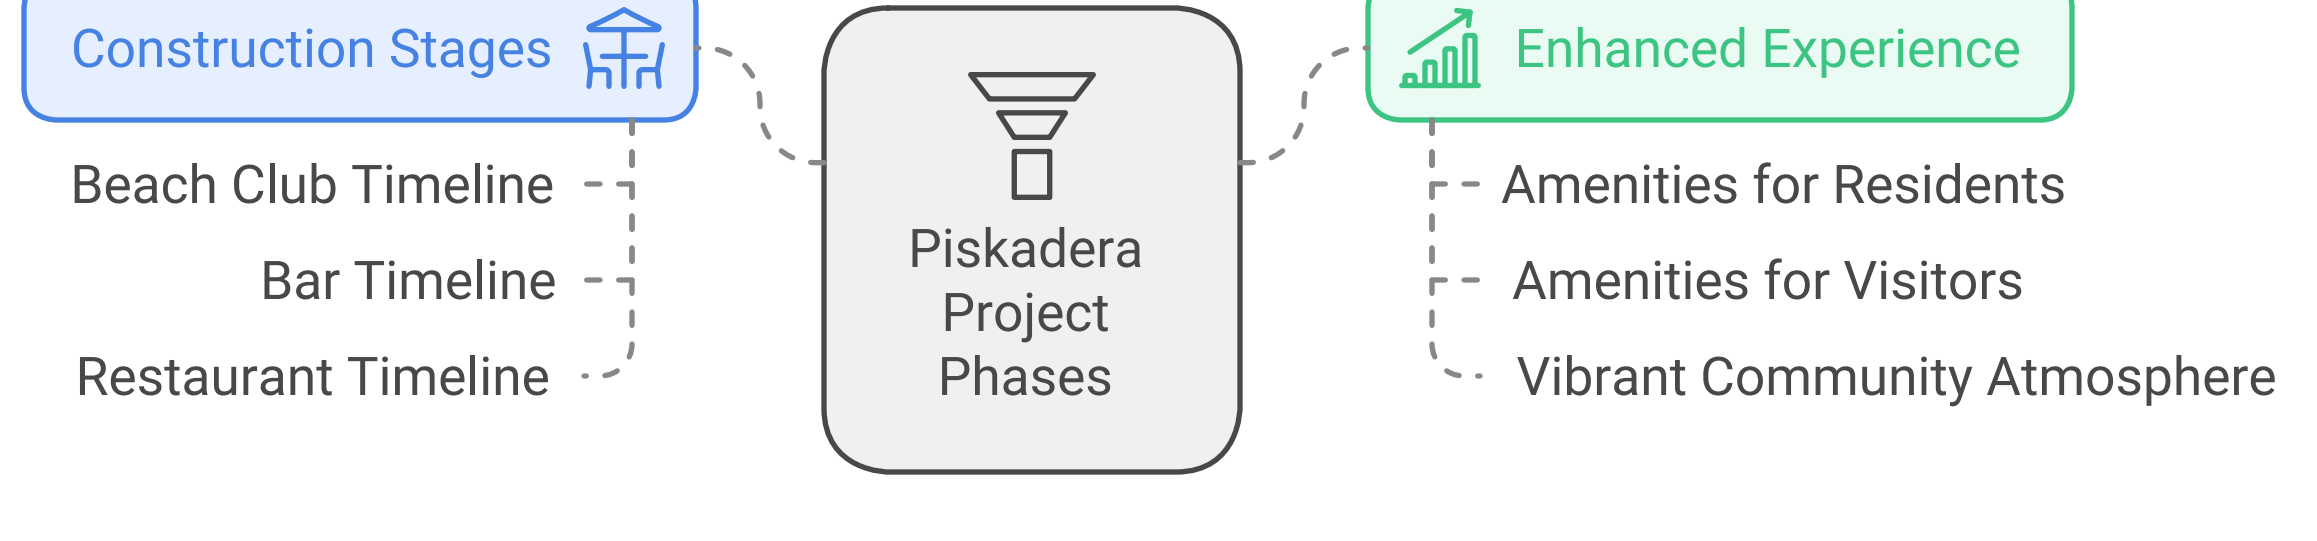 Construction Stages
Beach Club Timeline
Bar Timeline
Restaurant Timeline
Piskadera
Project
Phases
Enhanced Experience
Amenities for Residents
Amenities for Visitors
Vibrant Community Atmosphere